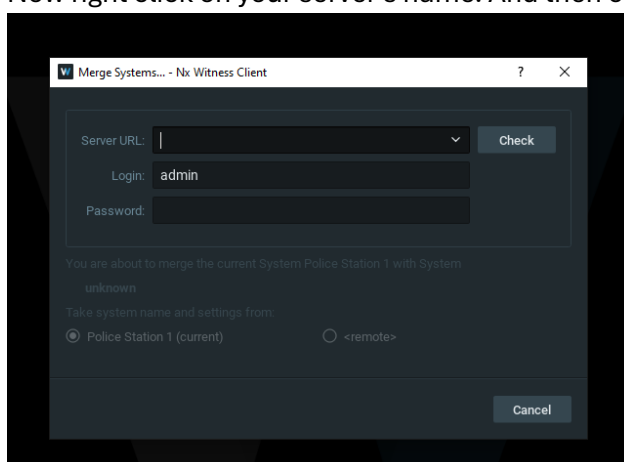 Now right click on your server's name. And then c
Merge Systems... - Nx Witness Client ? ×
Server URL: Check
Login: admin
Password:
You are about to merge the current System Police Station 1 with System
unknown
Take system name and settings from:
Police Station 1 (current) <remote>
Cancel